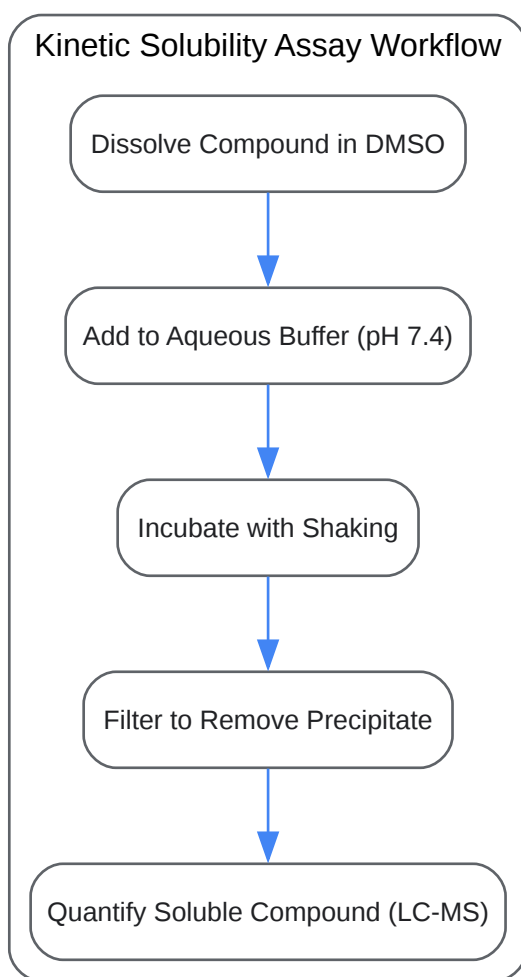 Kinetic Solubility Assay Workflow
Dissolve Compound in DMSO
Add to Aqueous Buffer (pH 7.4)
Incubate with Shaking
Filter to Remove Precipitate
Quantify Soluble Compound (LC-MS)